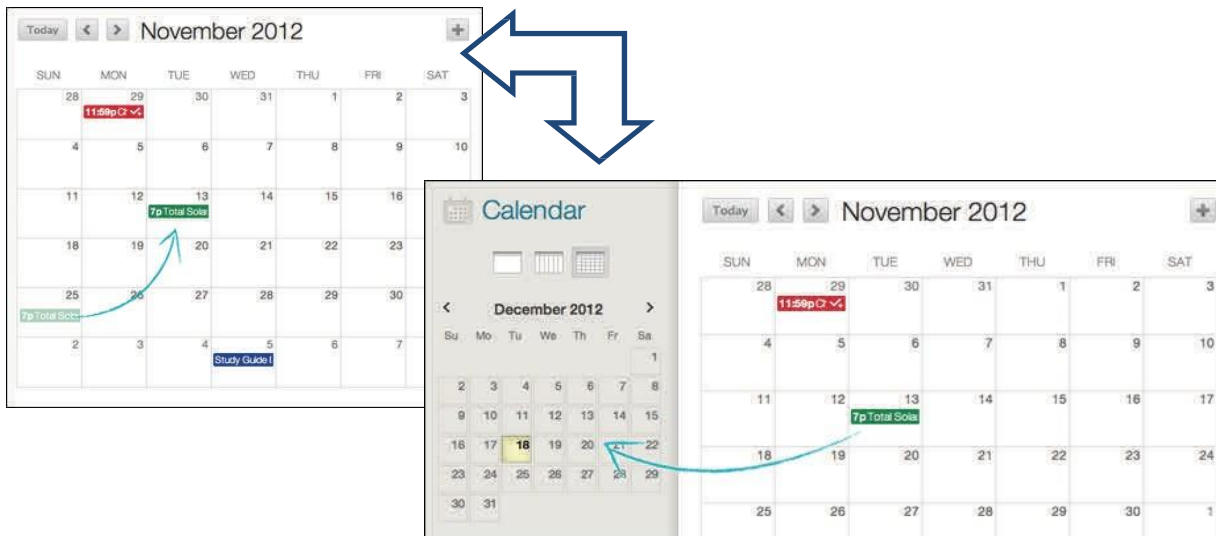 Today < > November 2012 +
SUN MON TUE WED THU FRI SAT
28 29 30 31 1 2 3
11:59p
4 5 6 7 8 9 10
11 12 13 14 15 16
7p Total Solar
18 19 20 21 22 23
25 26 27 28 29 30
7p Total
2 3 4 5 6 7
Study Guide
Calendar
< December 2012 >
Su Mo Tu We Th Fr Sa
1
2 3 4 5 6 7 8
9 10 11 12 13 14 15
16 17 18 19 20 21 22
23 24 25 26 27 28 29
30 31
Today < > November 2012 +
SUN MON TUE WED THU FRI SAT
28 29 30 31 1 2 3
11:59p
4 5 6 7 8 9 10
11 12 13 14 15 16 17
7p Total Solar
18 19 20 21 22 23 24
25 26 27 28 29 30 1